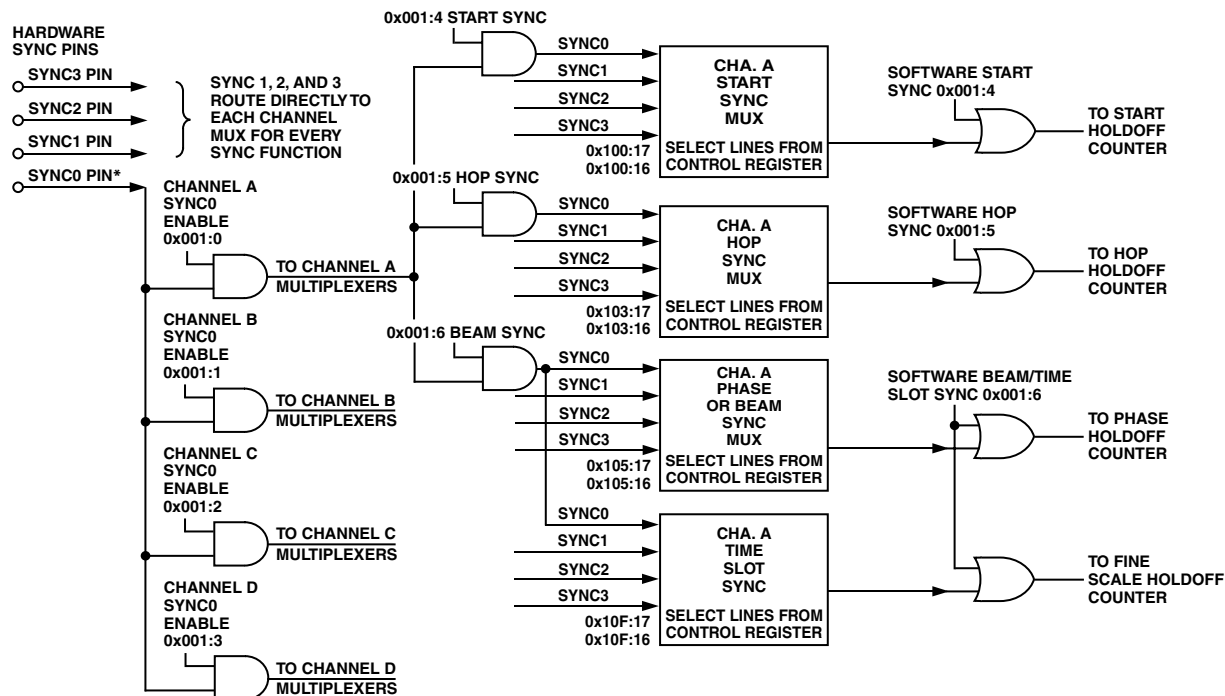 HARDWARE
SYNC PINS
SYNC3 PIN
SYNC2 PIN
SYNC1 PIN
SYNC0 PIN*
SYNC 1, 2, AND 3
ROUTE DIRECTLY TO
EACH CHANNEL
MUX FOR EVERY
SYNC FUNCTION
CHANNEL A
SYNC0
ENABLE
0x001:0
TO CHANNEL A
MULTIPLEXERS
CHANNEL B
SYNC0
ENABLE
0x001:1
TO CHANNEL B
MULTIPLEXERS
CHANNEL C
SYNC0
ENABLE
0x001:2
TO CHANNEL C
MULTIPLEXERS
CHANNEL D
SYNC0
ENABLE
0x001:3
TO CHANNEL D
MULTIPLEXERS
0x001:4 START SYNC
SYNC0
SYNC1
SYNC2
SYNC3
0x100:17
0x100:16
CHA. A
START
SYNC
MUX
SELECT LINES FROM
CONTROL REGISTER
SOFTWARE START
SYNC 0x001:4
TO START
HOLDOFF
COUNTER
0x001:5 HOP SYNC
SYNC0
SYNC1
SYNC2
SYNC3
0x103:17
0x103:16
CHA. A
HOP
SYNC
MUX
SELECT LINES FROM
CONTROL REGISTER
SOFTWARE HOP
SYNC 0x001:5
TO HOP
HOLDOFF
COUNTER
0x001:6 BEAM SYNC
SYNC0
SYNC1
SYNC2
SYNC3
0x105:17
0x105:16
CHA. A
PHASE
OR BEAM
SYNC
MUX
SELECT LINES FROM
CONTROL REGISTER
SOFTWARE BEAM/TIME
SLOT SYNC 0x001:6
TO PHASE
HOLDOFF
COUNTER
SYNC0
SYNC1
SYNC2
SYNC3
0x10F:17
0x10F:16
CHA. A
TIME
SLOT
SYNC
SELECT LINES FROM
CONTROL REGISTER
TO FINE
SCALE HOLDOFF
COUNTER